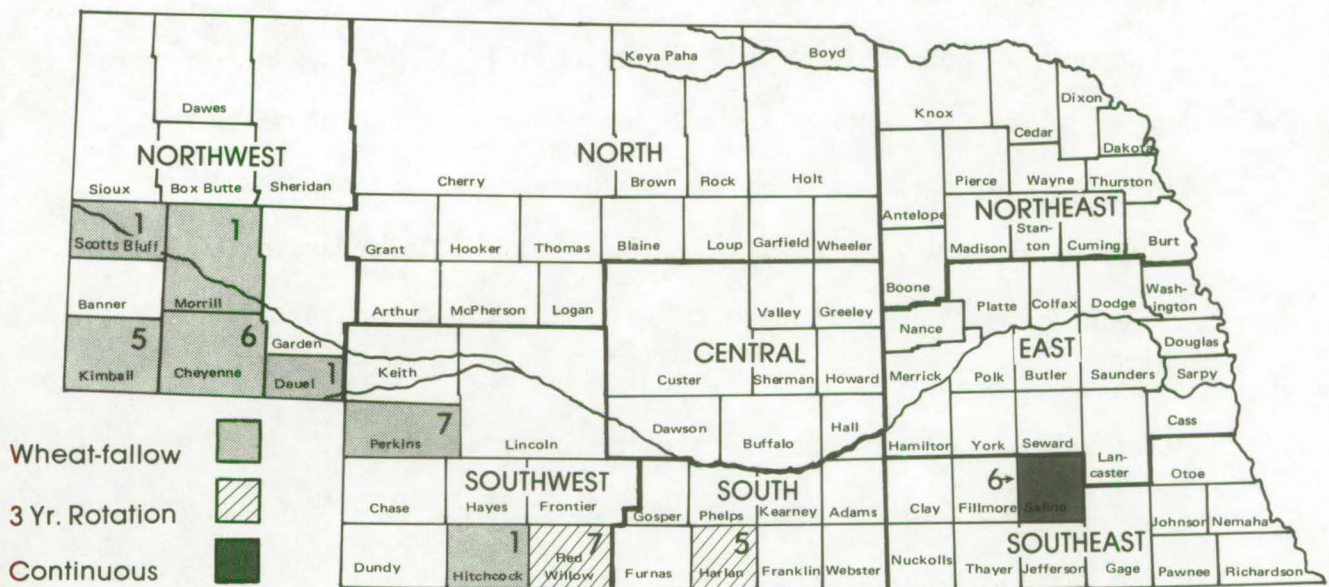 Keya Paha Boyd
Dawes Knox Dixon
Cedar
Dakota
NORTHWEST NORTH
Sioux Box Butte Sheridan Cherry Brown Rock Holt Pierce Wayne Thurston
Antelope NORTHEAST
1 1
Scotts Bluff Grant Hooker Thomas Blaine Loup Garfield Wheeler Madison Stan-
ton Cuming Burt
Banner Morrill Arthur McPherson Logan Valley Greeley Boone Platte Colfax Dodge Wash-
ington
5 6 Garden Nance
Douglas
Kimball Cheyenne Deuel 1 Keith CENTRAL EAST
Custer Sherman Howard Merrick Polk Butler Saunders Sarpy
7
Perkins Lincoln Dawson Buffalo Hall Hamilton York Seward Cass
Wheat-fallow
Lan-
caster Otoe
SOUTHWEST SOUTH 6→
3 Yr. Rotation
Chase Hayes Frontier Gosper Phelps Kearney Adams Clay Fillmore Saline
Johnson Nemaha
1 7 5
Dundy Hitchcock Red
Willow Furnas Harlan Franklin Webster Nuckolls SOUTHEAST
Thayer Jefferson Gage Pawnee Richardson
Continuous